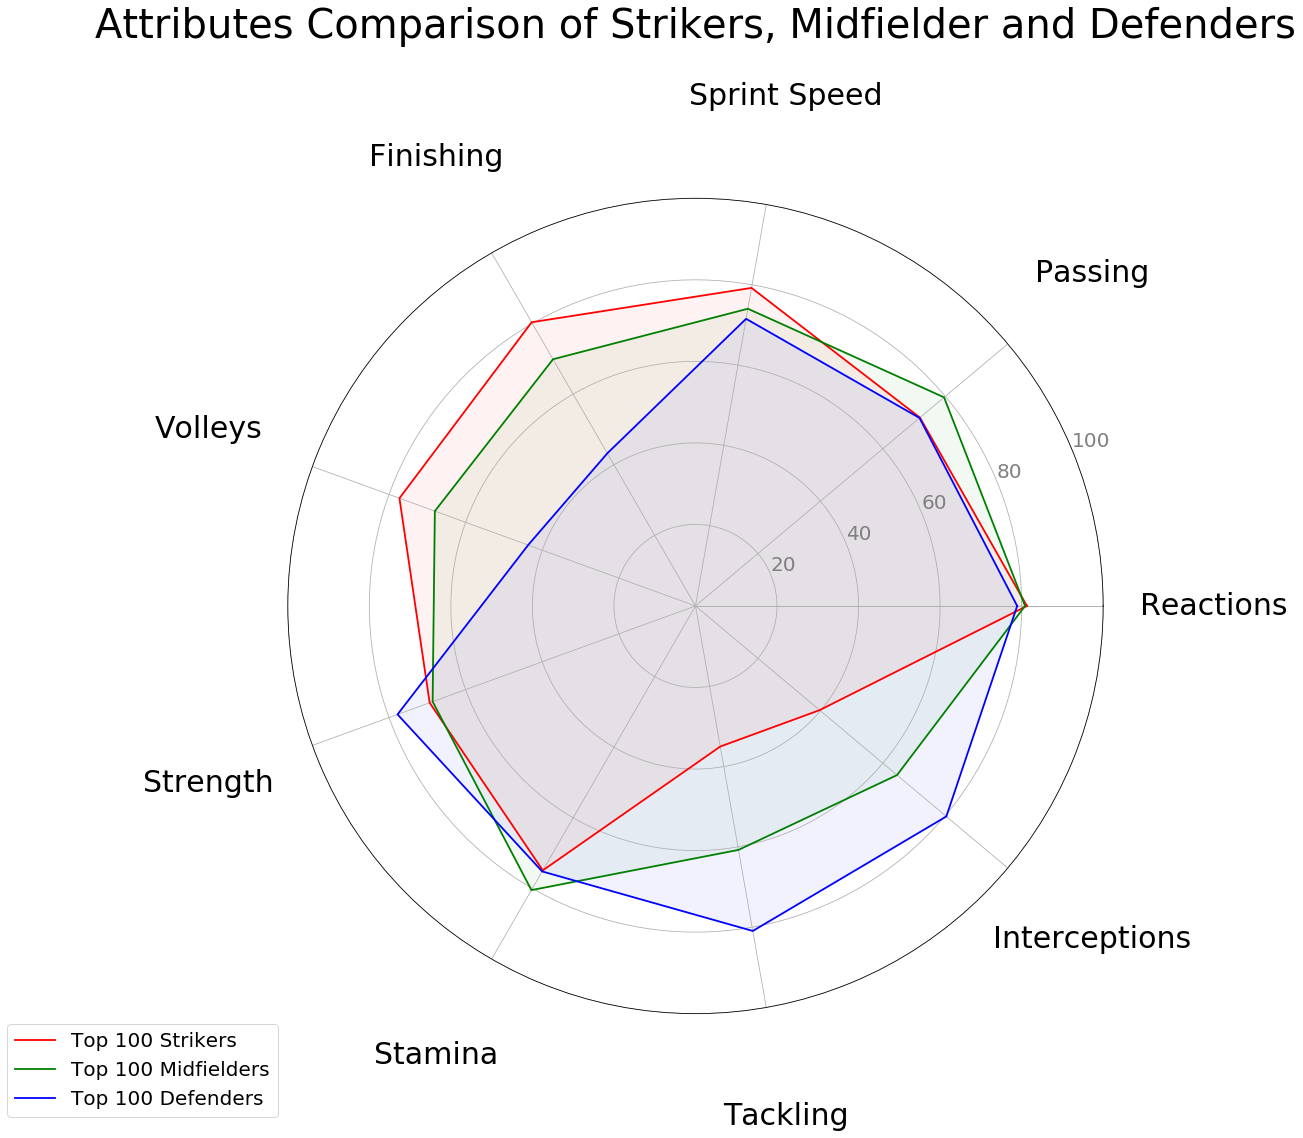 Attributes Comparison of Strikers, Midfielder and Defenders
Sprint Speed
Finishing
Passing
Volleys
100
80
60
40
20
Reactions
Strength
Interceptions
Stamina
Tackling
Top 100 Strikers
Top 100 Midfielders
Top 100 Defenders